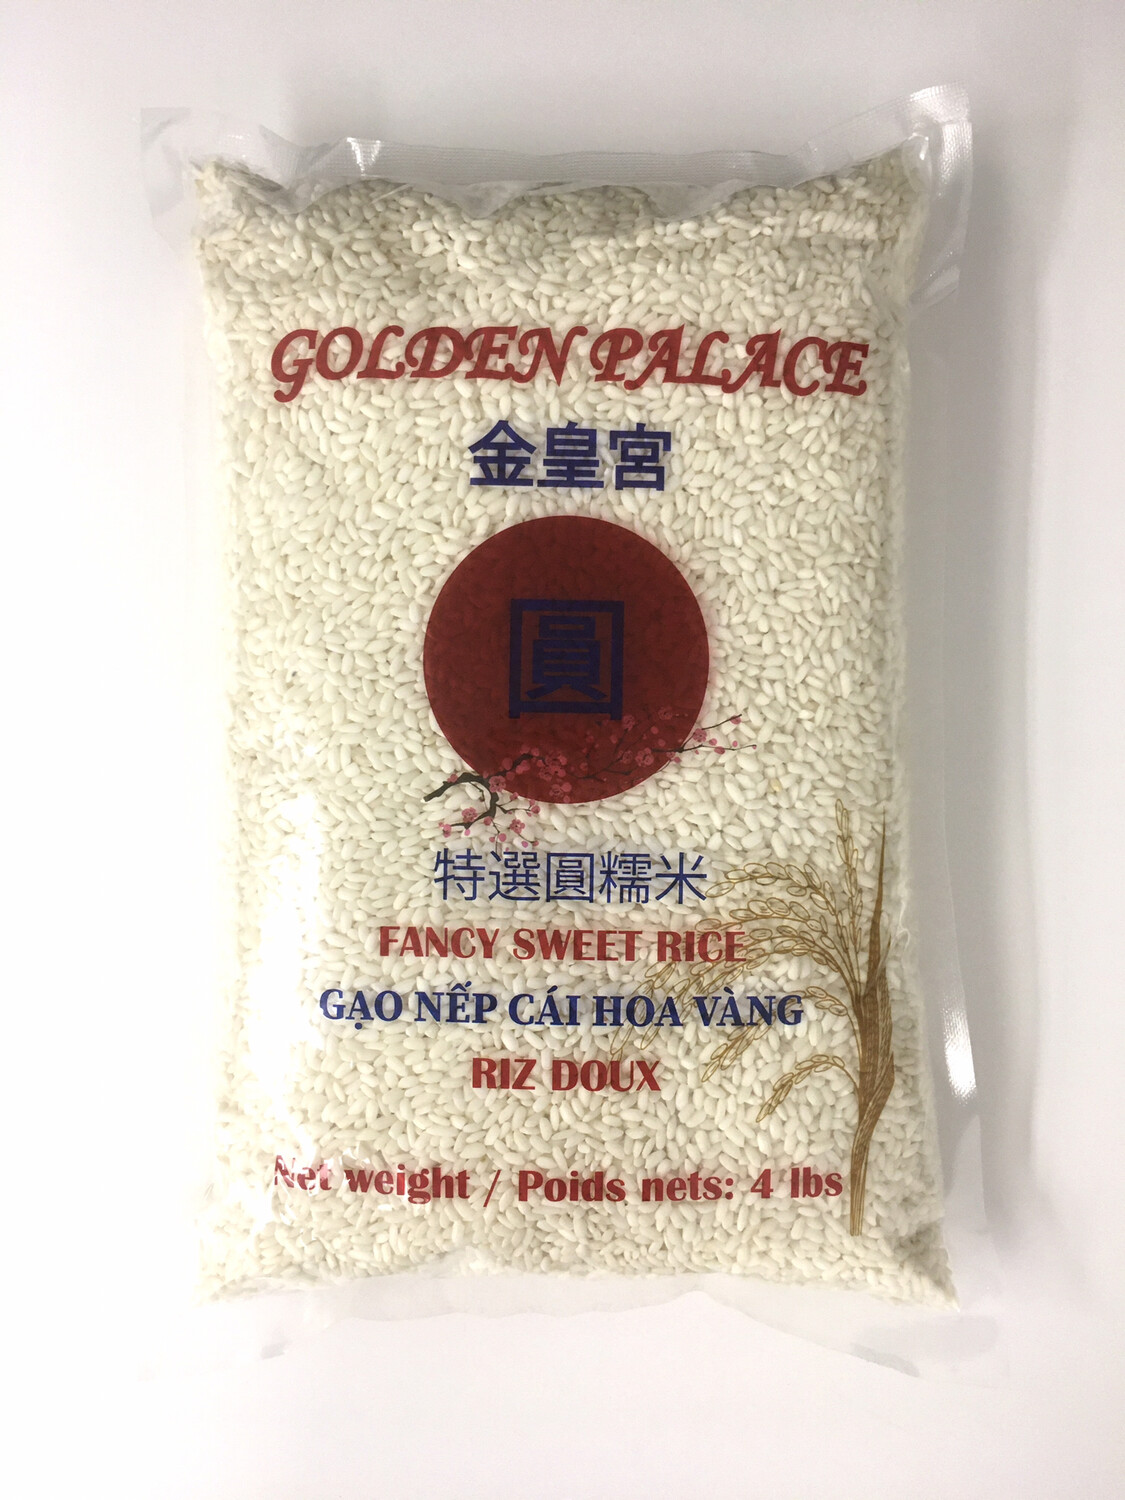 GOLDEN PALACE
金皇宮
圓
特選圓糯米
FANCY SWEET RICE
GẠO NẾP CÁI HOA VÀNG
RIZ DOUX
Net weight / Poids nets: 4 lbs